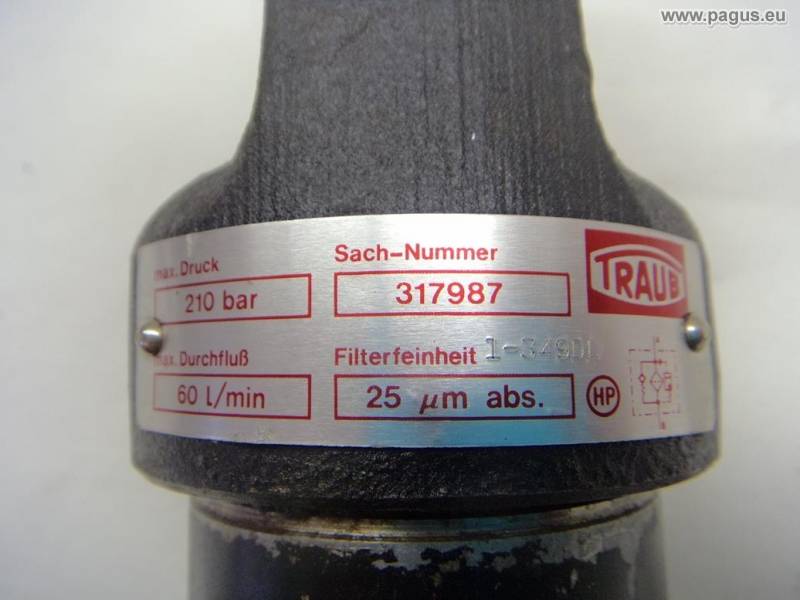 www.pagus.eu
max. Druck
210 bar
Sach-Nummer
317987
TRAUB
max. Durchfluß
60 l/min
Filterfeinheit
25 µm abs.
HP